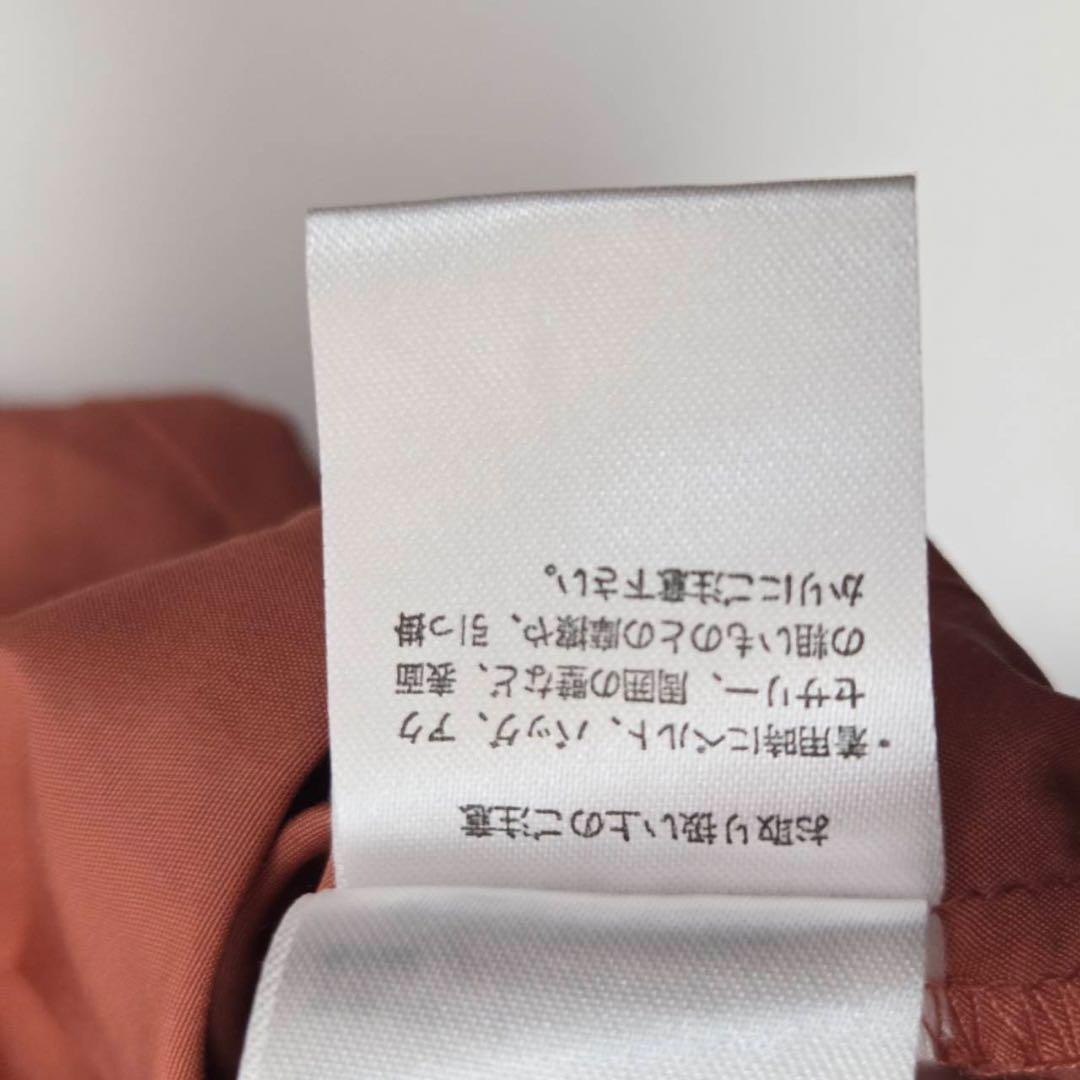 お取り扱い上のご注意
・着用時にベルト、バッグ、アク
セサリー、周囲の壁など、表面
の粗いものとの摩擦や、引っ掛
かりにご注意下さい。